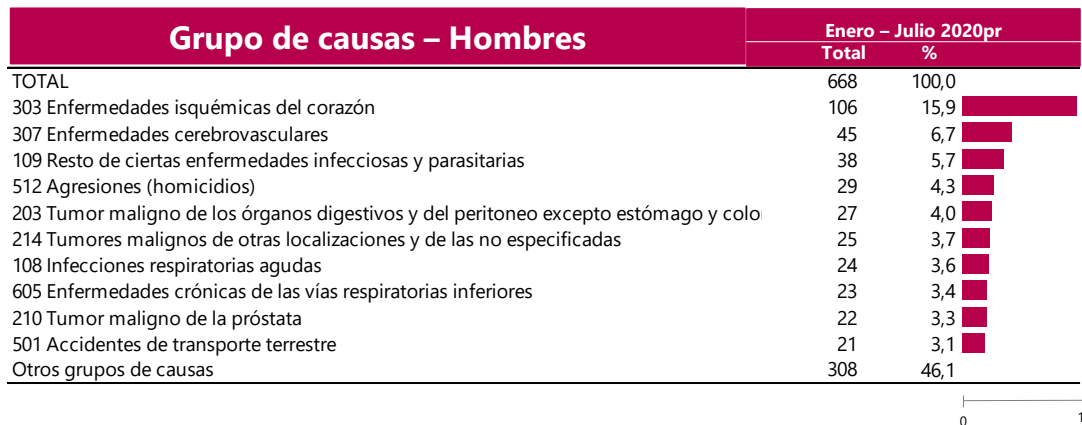 Grupo de causas – Hombres
Enero – Julio 2020pr
Total %
TOTAL 668 100,0
303 Enfermedades isquémicas del corazón 106 15,9
307 Enfermedades cerebrovasculares 45 6,7
109 Resto de ciertas enfermedades infecciosas y parasitarias 38 5,7
512 Agresiones (homicidios) 29 4,3
203 Tumor maligno de los órganos digestivos y del peritoneo excepto estómago y colo 27 4,0
214 Tumores malignos de otras localizaciones y de las no especificadas 25 3,7
108 Infecciones respiratorias agudas 24 3,6
605 Enfermedades crónicas de las vías respiratorias inferiores 23 3,4
210 Tumor maligno de la próstata 22 3,3
501 Accidentes de transporte terrestre 21 3,1
Otros grupos de causas 308 46,1
0 1